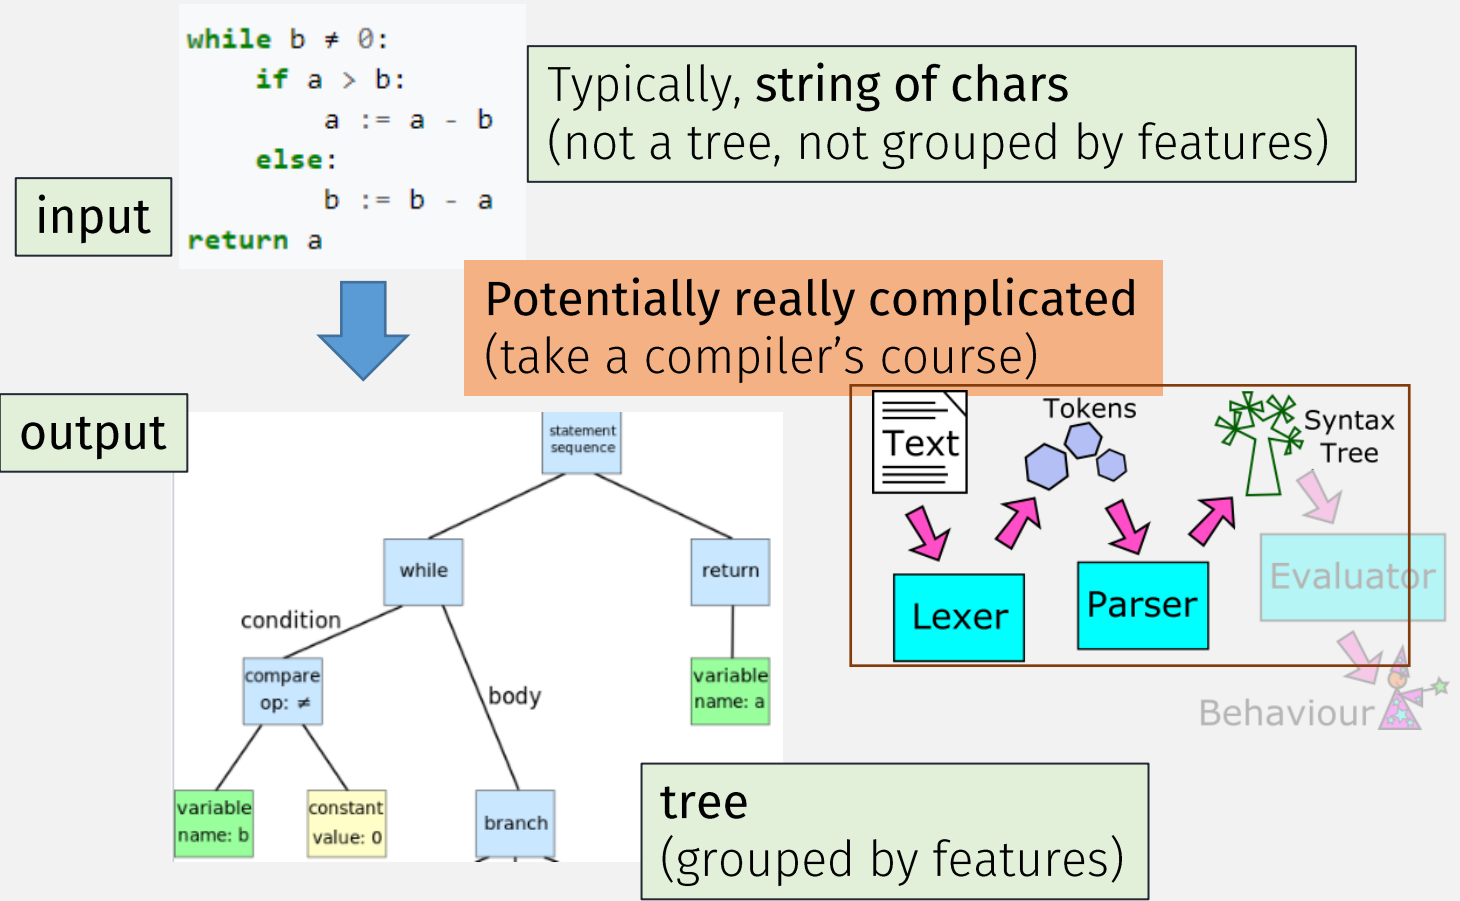 while b ≠ 0:
    if a > b:
        a := a - b
    else:
        b := b - a
return a
Typically, string of chars
(not a tree, not grouped by features)
input
Potentially really complicated
(take a compiler’s course)
output
statement
sequence
while
return
condition
compare
op: ≠
body
variable
name: a
variable
name: b
constant
value: 0
branch
Text
Tokens
Syntax
Tree
Lexer
Parser
Evaluator
Behaviour
tree
(grouped by features)